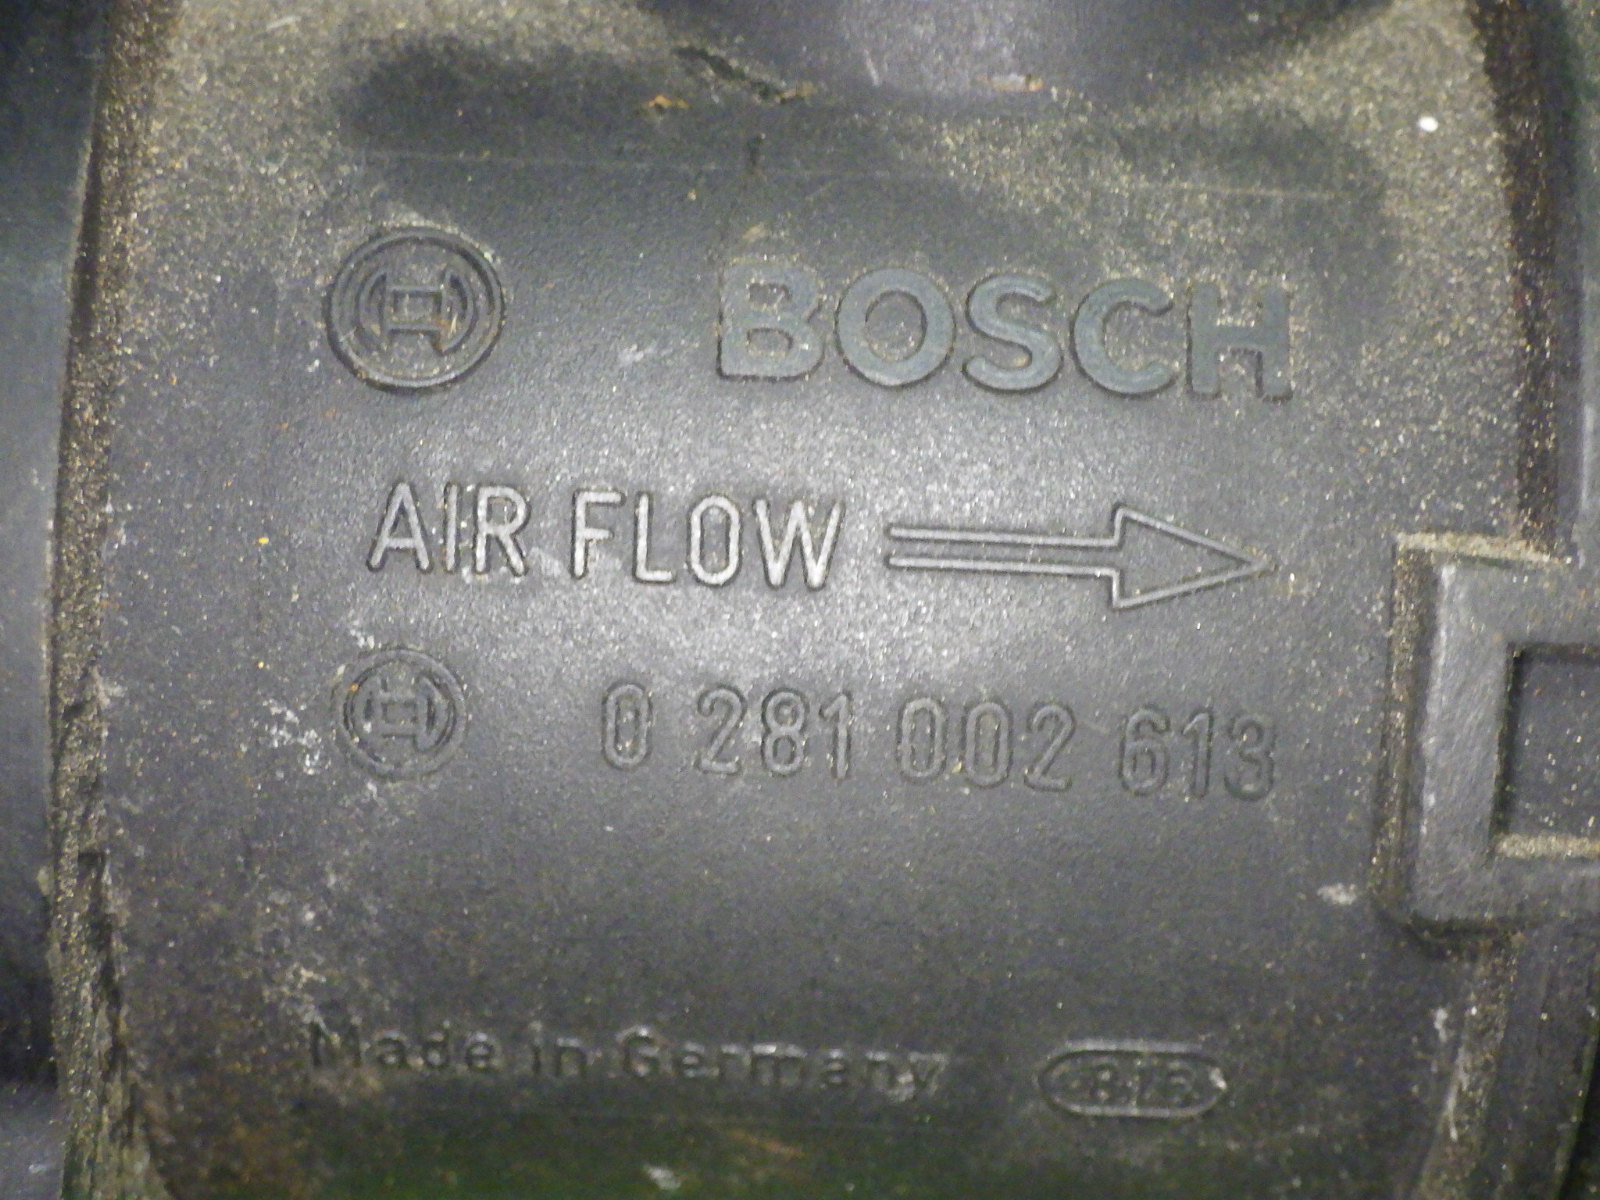 BOSCH
AIR FLOW
0 281 002 613
Made in Germany